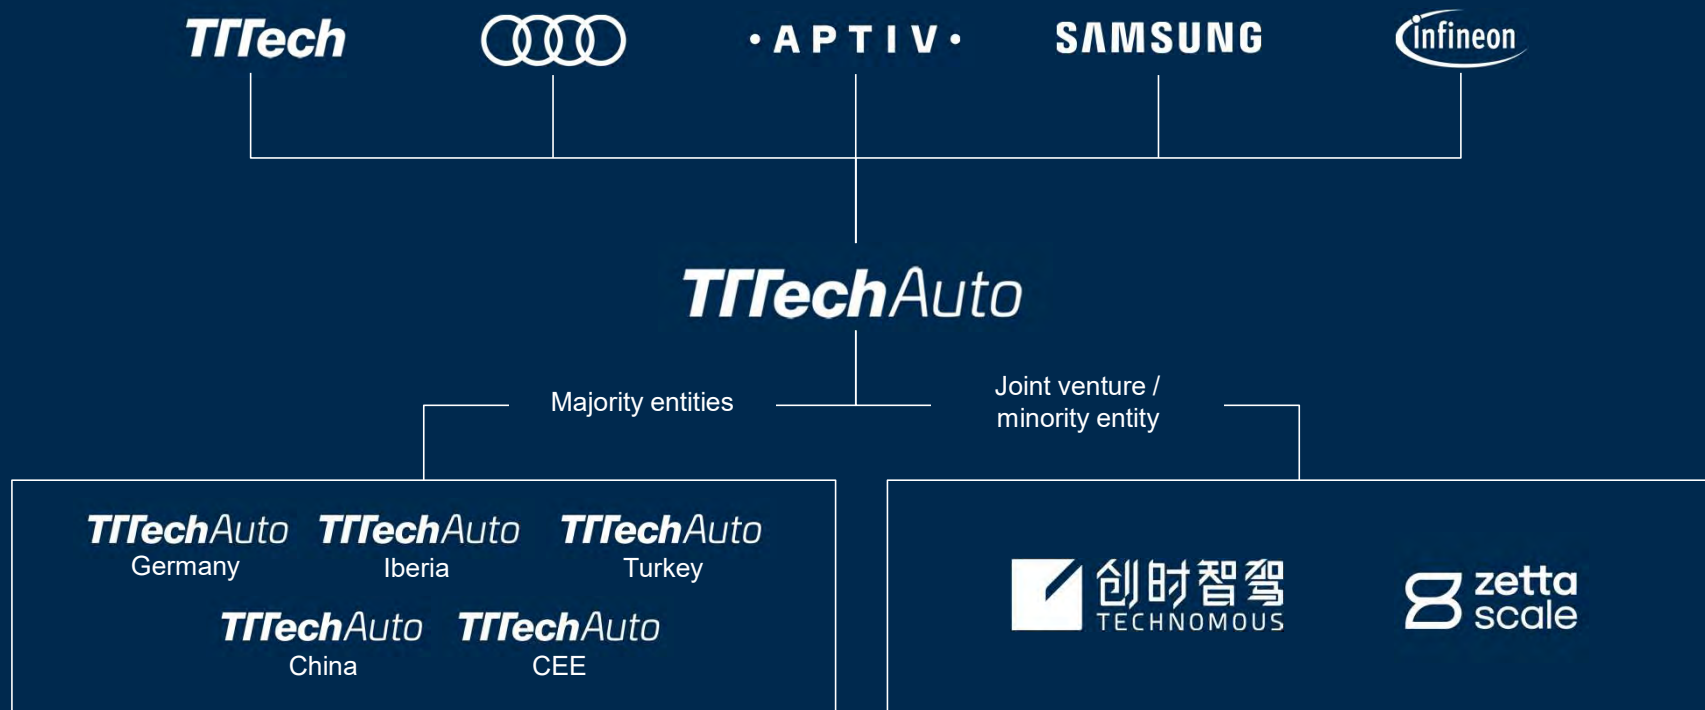 TTTech
APTIV
SAMSUNG
infineon
TTTechAuto
Majority entities
Joint venture /
minority entity
TTTechAuto
Germany
TTTechAuto
Iberia
TTTechAuto
Turkey
TTTechAuto
China
TTTechAuto
CEE
创时智驾
TECHNOMOUS
zetta
scale